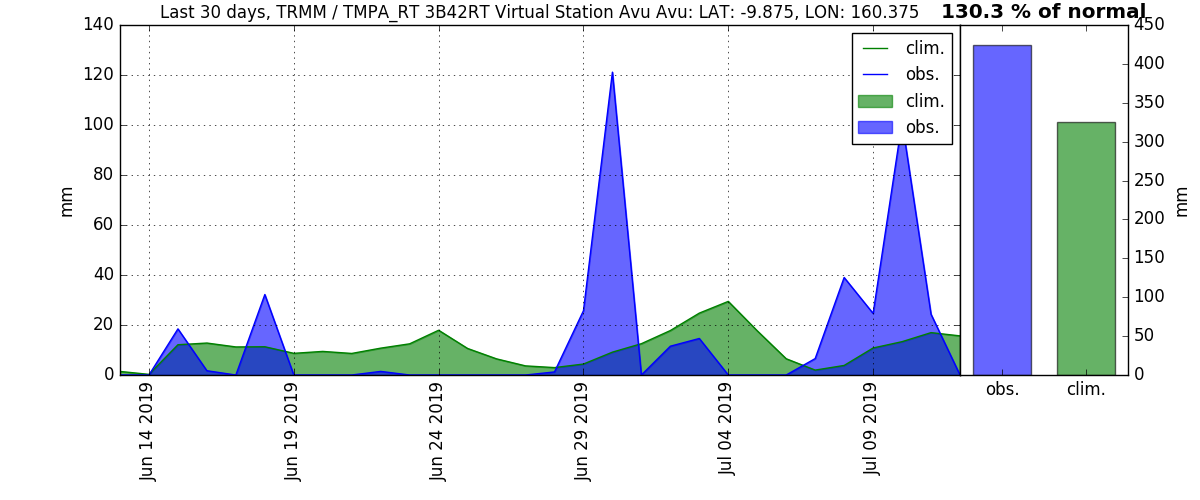 Last 30 days, TRMM / TMPA_RT 3B42RT Virtual Station Avu Avu: LAT: -9.875, LON: 160.375
130.3 % of normal
140
120
100
80
60
40
20
0
mm
clim.
obs.
clim.
obs.
Jun 14 2019
Jun 19 2019
Jun 24 2019
Jun 29 2019
Jul 04 2019
Jul 09 2019
450
400
350
300
250
200
150
100
50
0
mm
obs.
clim.